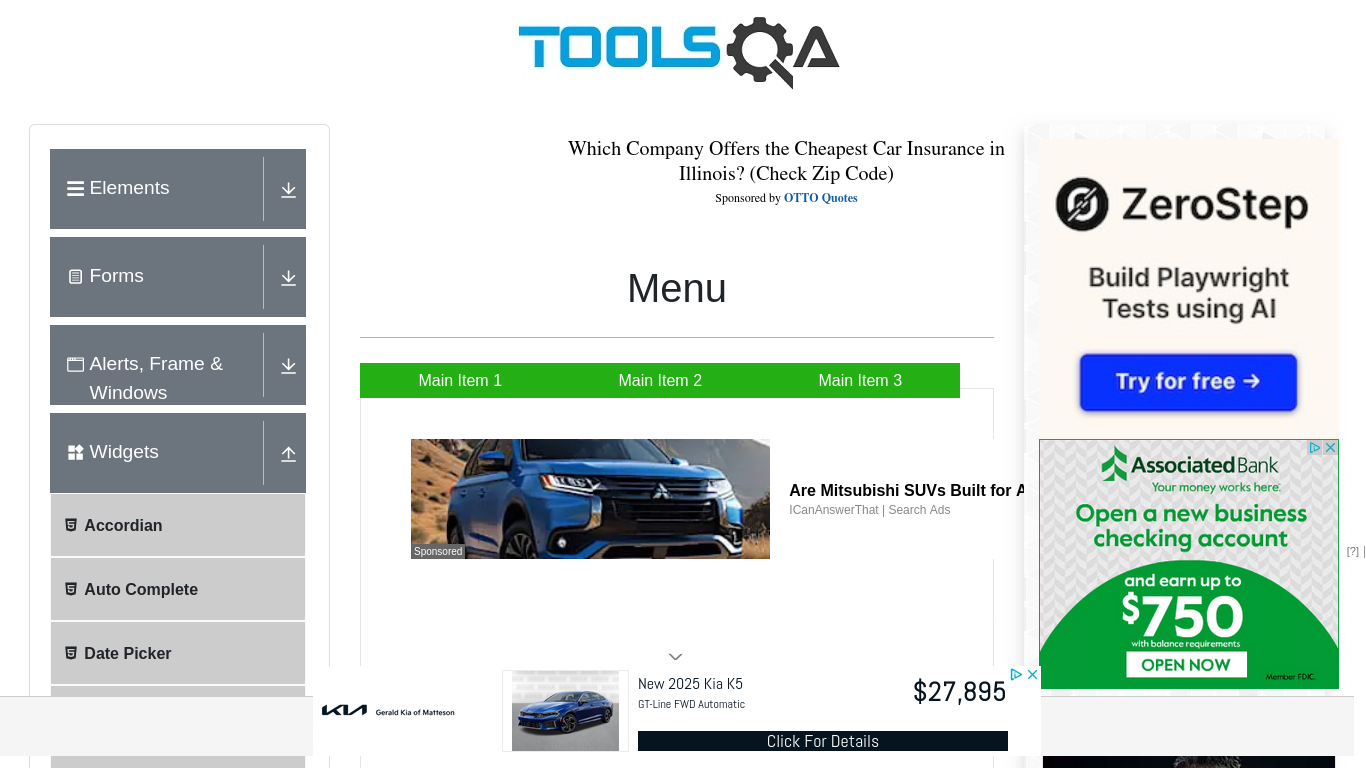 TOOLSQA
Elements
Forms
Alerts, Frame &
Windows
Widgets
Accordian
Auto Complete
Date Picker
Which Company Offers the Cheapest Car Insurance in
Illinois? (Check Zip Code)
Sponsored by OTTO Quotes
Menu
Main Item 1
Main Item 2
Main Item 3
Sponsored
Are Mitsubishi SUVs Built for A
ICanAnswerThat | Search Ads
ZeroStep
Build Playwright
Tests using AI
Try for free →
AssociatedBank
Your money works here.
Open a new business
checking account
and earn up to
$750
with balance requirements
OPEN NOW
Member FDIC.
[?] |
KIA
Gerald Kia of Matteson
New 2025 Kia K5
GT-Line FWD Automatic
$27,895
Click For Details